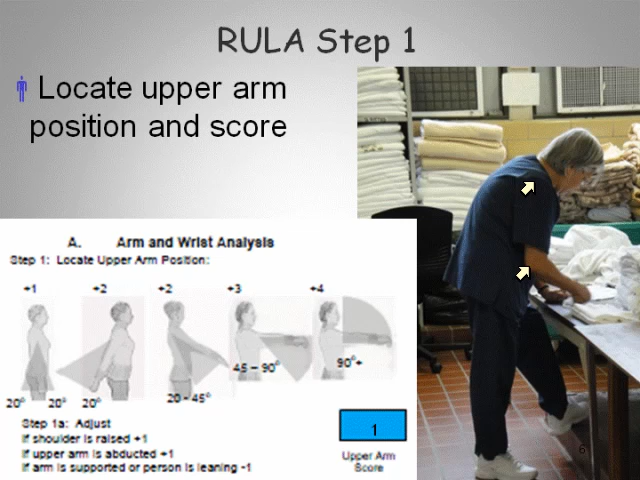 RULA Step 1
Locate upper arm
position and score
A. Arm and Wrist Analysis
Step 1: Locate Upper Arm Position:
+1 +2 +2 +3 +4
45 – 90° 90°+
20° 20° 20° 20 - 45°
Step 1a: Adjust
If shoulder is raised +1
If upper arm is abducted +1
If arm is supported or person is leaning -1
1
Upper Arm
Score
6